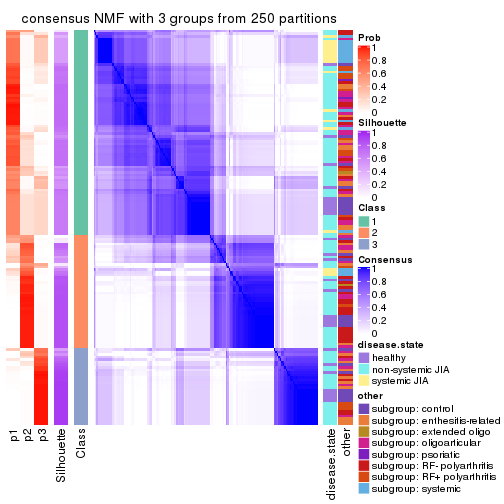 consensus NMF with 3 groups from 250 partitions
Prob
1
0.8
0.6
0.4
0.2
0
Silhouette
1
0.8
0.6
0.4
0.2
0
Class
1
2
3
Consensus
1
0.8
0.6
0.4
0.2
0
disease.state
healthy
non-systemic JIA
systemic JIA
other
subgroup: control
subgroup: enthesitis-related
subgroup: extended oligo
subgroup: oligoarticular
subgroup: psoriatic
subgroup: RF- polyarthritis
subgroup: RF+ polyarthritis
subgroup: systemic
p1
p2
p3
Silhouette
Class
disease.state
other